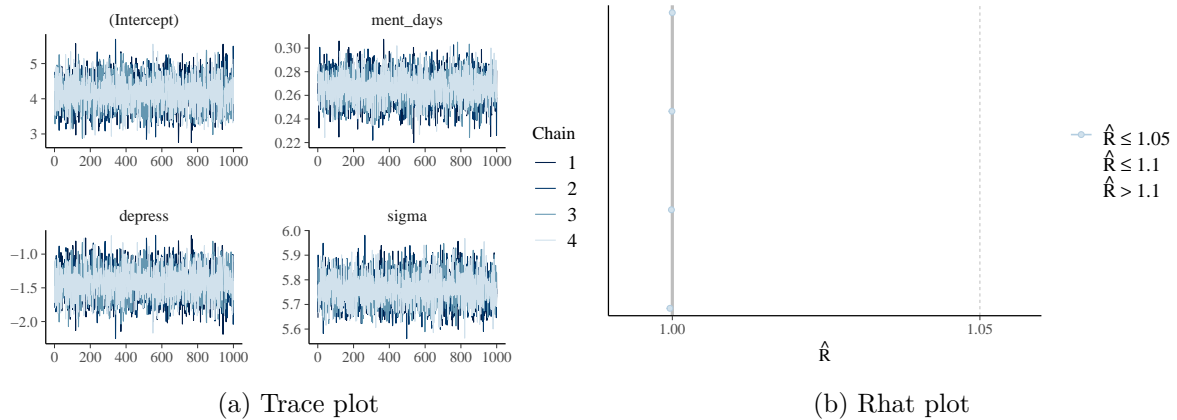 (Intercept)
5
4
3
0 200 400 600 800 1000
ment_days
0.30
0.28
0.26
0.24
0.22
0 200 400 600 800 1000
depress
−1.0
−1.5
−2.0
0 200 400 600 800 1000
sigma
6.0
5.9
5.8
5.7
5.6
0 200 400 600 800 1000
Chain
1
2
3
4
(a) Trace plot
1.00 1.05
R̂
R̂ ≤ 1.05
R̂ ≤ 1.1
R̂ > 1.1
(b) Rhat plot